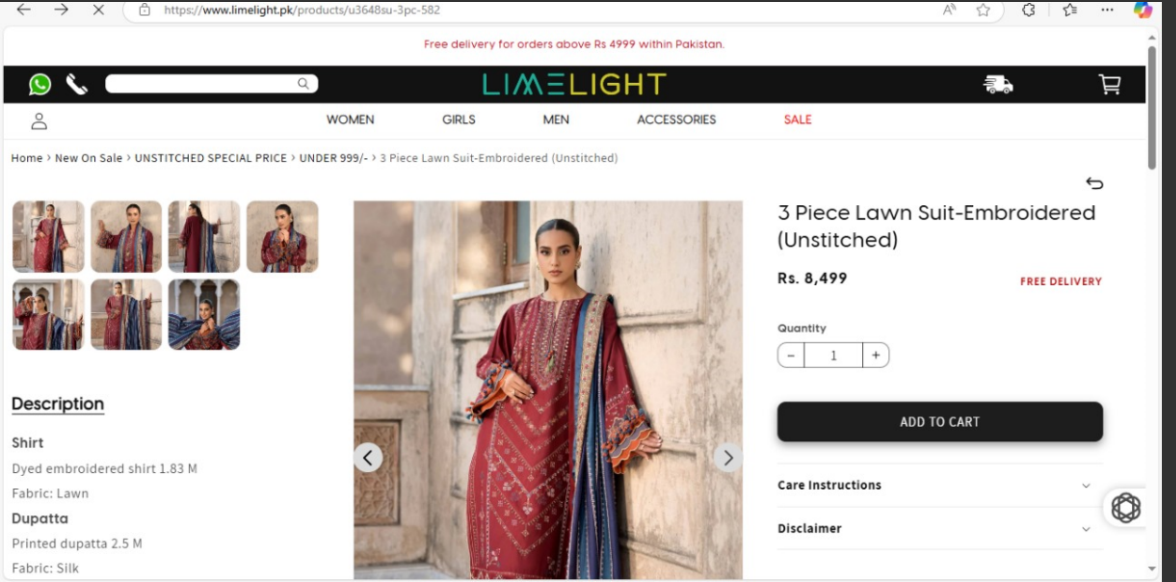 https://www.limelight.pk/products/u3648su-3pc-582
Free delivery for orders above Rs 4999 within Pakistan.
LIMELIGHT
WOMEN GIRLS MEN ACCESSORIES SALE
Home > New On Sale > UNSTITCHED SPECIAL PRICE > UNDER 999/- > 3 Piece Lawn Suit-Embroidered (Unstitched)
3 Piece Lawn Suit-Embroidered
(Unstitched)
Rs. 8,499
FREE DELIVERY
Quantity
− 1 +
ADD TO CART
Care Instructions
Disclaimer
Description
Shirt
Dyed embroidered shirt 1.83 M
Fabric: Lawn
Dupatta
Printed dupatta 2.5 M
Fabric: Silk